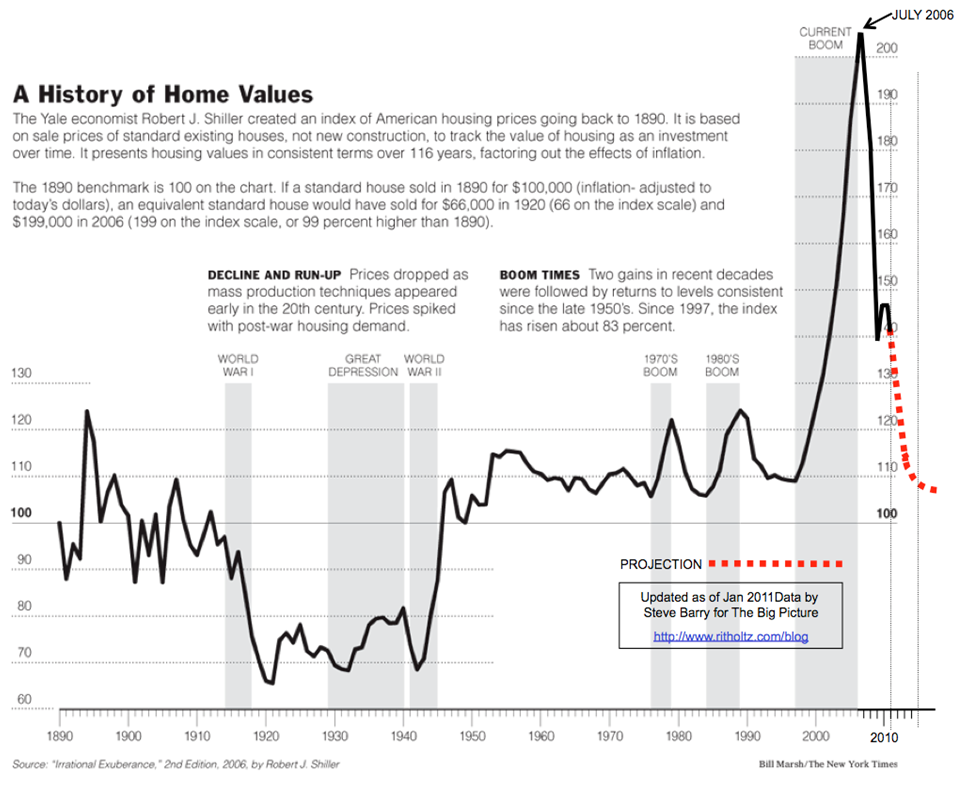 JULY 2006
CURRENT
BOOM
200
A History of Home Values
The Yale economist Robert J. Shiller created an index of American housing prices going back to 1890. It is based
on sale prices of standard existing houses, not new construction, to track the value of housing as an investment
over time. It presents housing values in consistent terms over 116 years, factoring out the effects of inflation.
The 1890 benchmark is 100 on the chart. If a standard house sold in 1890 for $100,000 (inflation- adjusted to
today's dollars), an equivalent standard house would have sold for $66,000 in 1920 (66 on the index scale) and
$199,000 in 2006 (199 on the index scale, or 99 percent higher than 1890).
190
180
170
160
150
DECLINE AND RUN-UP Prices dropped as
mass production techniques appeared
early in the 20th century. Prices spiked
with post-war housing demand.
BOOM TIMES Two gains in recent decades
were followed by returns to levels consistent
since the late 1950's. Since 1997, the index
has risen about 83 percent.
WORLD
WAR I
GREAT
DEPRESSION
WORLD
WAR II
1970'S
BOOM
1980'S
BOOM
130
130
120
120
110
110
100
100
90
80
70
60
PROJECTION
Updated as of Jan 2011Data by
Steve Barry for The Big Picture
http://www.ritholtz.com/blog
1890 1900 1910 1920 1930 1940 1950 1960 1970 1980 1990 2000 2010
Source: "Irrational Exuberance," 2nd Edition, 2006, by Robert J. Shiller
Bill Marsh/The New York Times